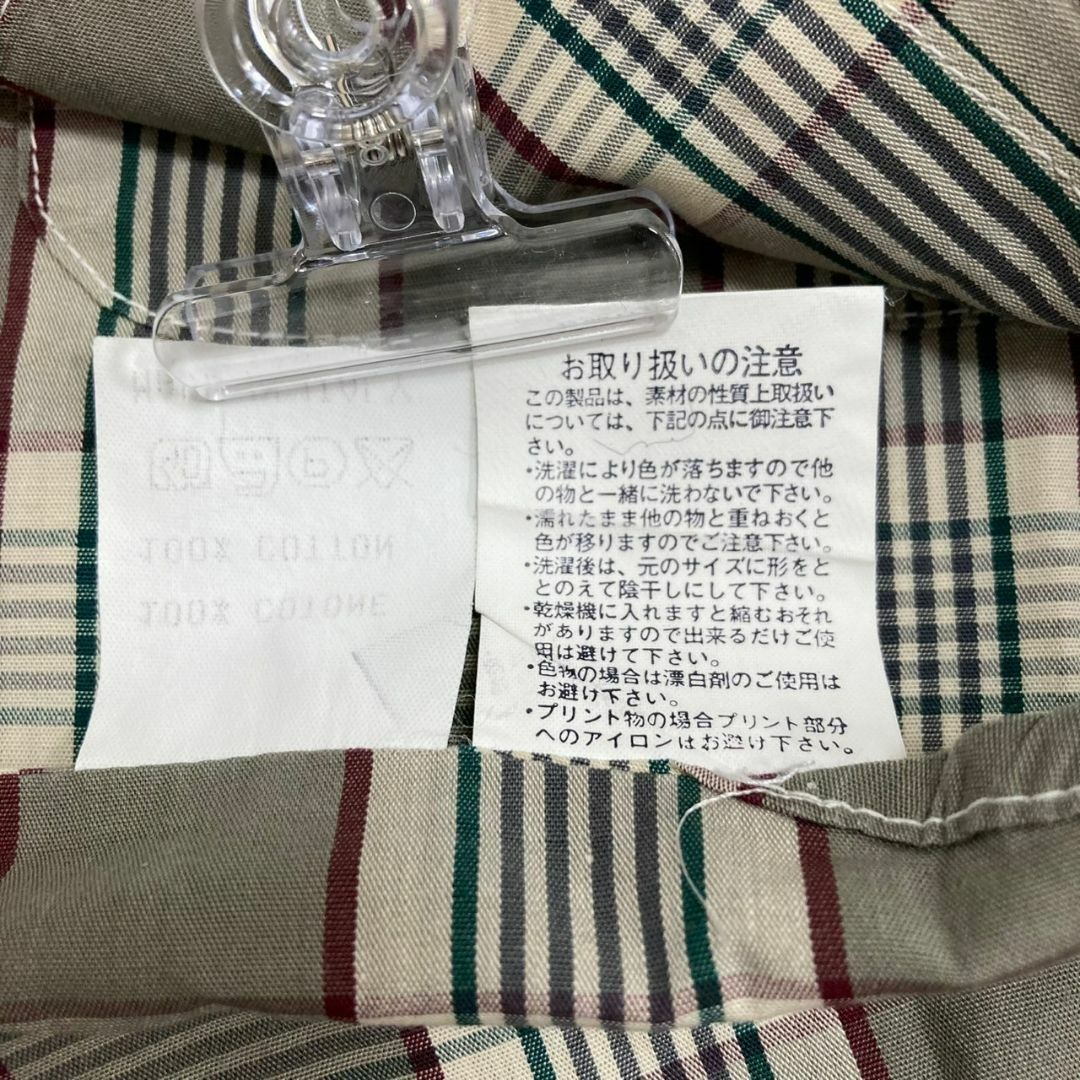 お取り扱いの注意
この製品は、素材の性質上取扱い
については、下記の点に御注意下
さい。
・洗濯により色が落ちますので他
の物と一緒に洗わないで下さい。
・濡れたまま他の物と重ねおくと
色が移りますのでご注意下さい。
・洗濯後は、元のサイズに形をと
とのえて陰干しにして下さい。
・乾燥機に入れますと縮むおそれ
がありますので出来るだけご使
用は避けて下さい。
・色物の場合は漂白剤のご使用は
お避け下さい。
・プリント物の場合プリント部分
へのアイロンはお避け下さい。
100% COTTON
100% COTONE